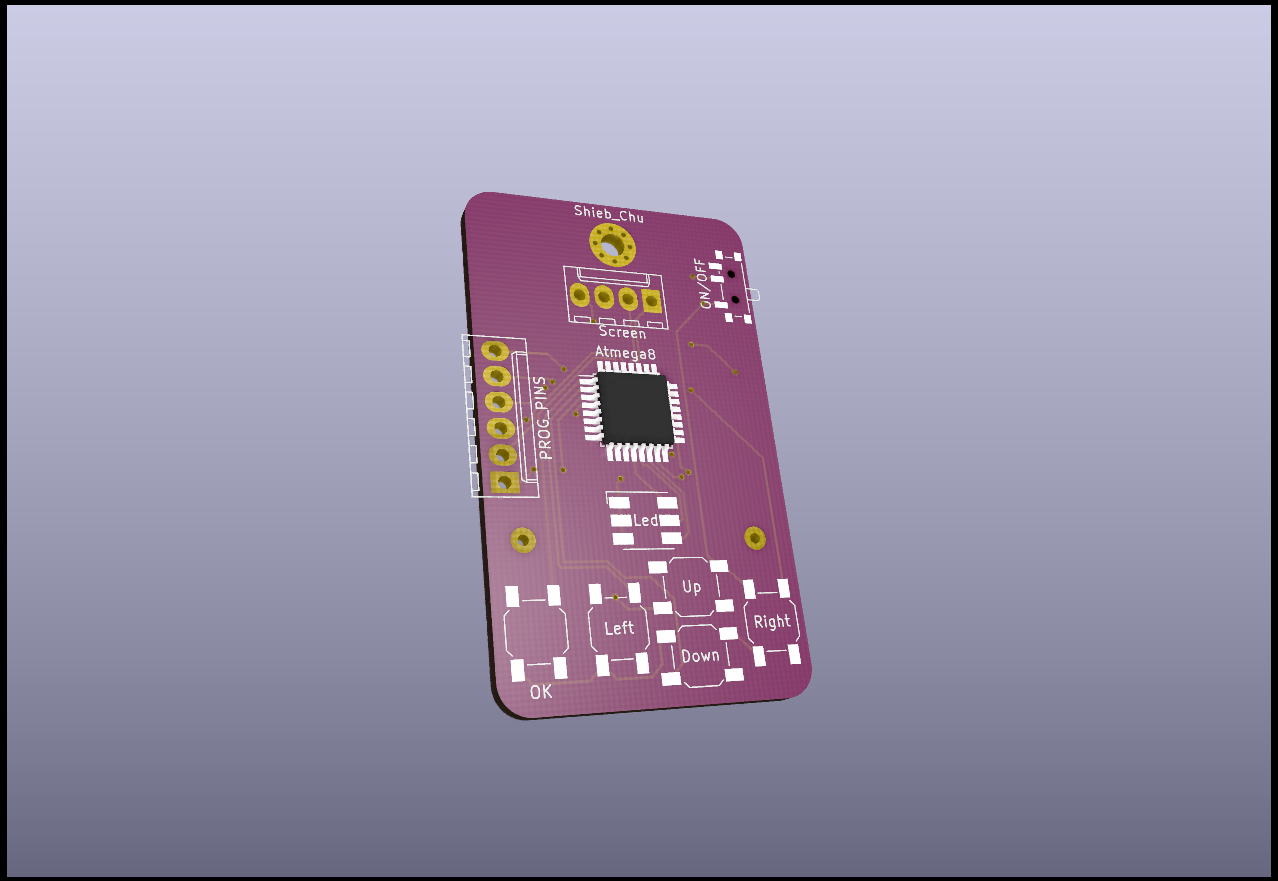 Shieb_Chu
ON/OFF
Screen
Atmega8
PROG_PINS
Led
Up
Left
Right
Down
OK